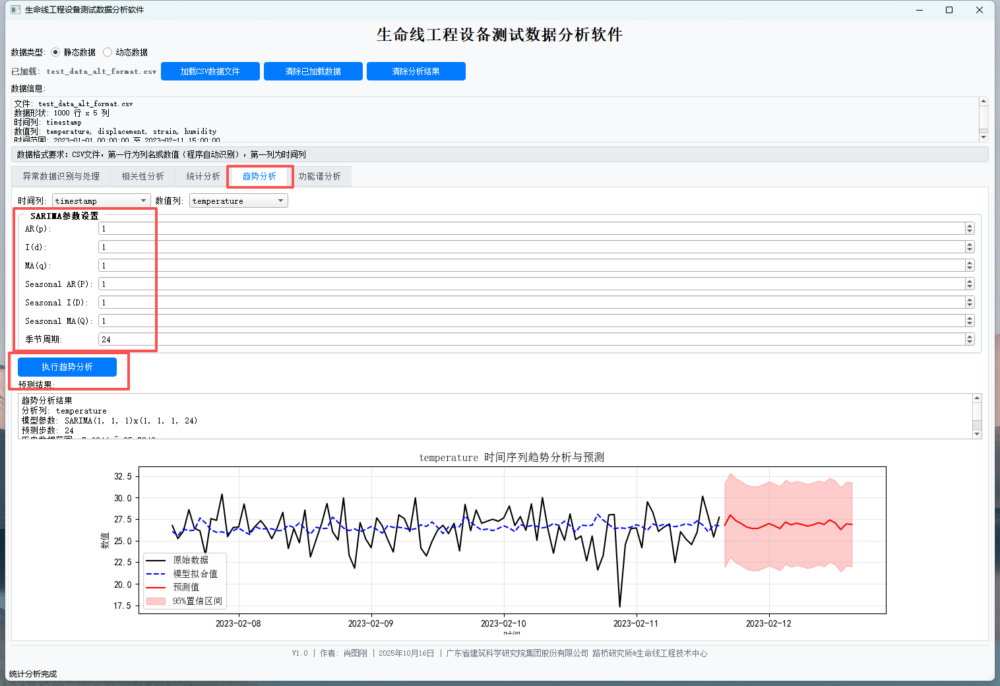 生命线工程设备测试数据分析软件
生命线工程设备测试数据分析软件
数据类型: 静态数据 动态数据
已加载: test_data_alt_format.csv 加载CSV数据文件 清除已加载数据 清除分析结果
数据信息:
文件: test_data_alt_format.csv
数据形状: 1000 行 x 5 列
时间列: timestamp
数值列: temperature, displacement, strain, humidity
时间范围: 2023-01-01 00:00:00 至 2023-02-11 15:00:00
数据格式要求：CSV文件，第一行为列名或数值（程序自动识别），第一列为时间列
异常数据识别与处理 相关性分析 统计分析 趋势分析 功能谱分析
时间列: timestamp 数值列: temperature
SARIMA参数设置
AR(p): 1
I(d): 1
MA(q): 1
Seasonal AR(P): 1
Seasonal I(D): 1
Seasonal MA(Q): 1
季节周期: 24
执行趋势分析
预测结果:
趋势分析结果
分析列: temperature
模型参数: SARIMA(1, 1, 1)x(1, 1, 1, 24)
预测步数: 24
temperature 时间序列趋势分析与预测
32.5
30.0
27.5
25.0
22.5
20.0
17.5
数值
原始数据
模型拟合值
预测值
95%置信区间
2023-02-08 2023-02-09 2023-02-10 2023-02-11 2023-02-12
时间
V1.0 | 作者: 肖图刚 | 2025年10月16日 | 广东省建筑科学研究院集团股份有限公司 路桥研究所&生命线工程技术中心
统计分析完成